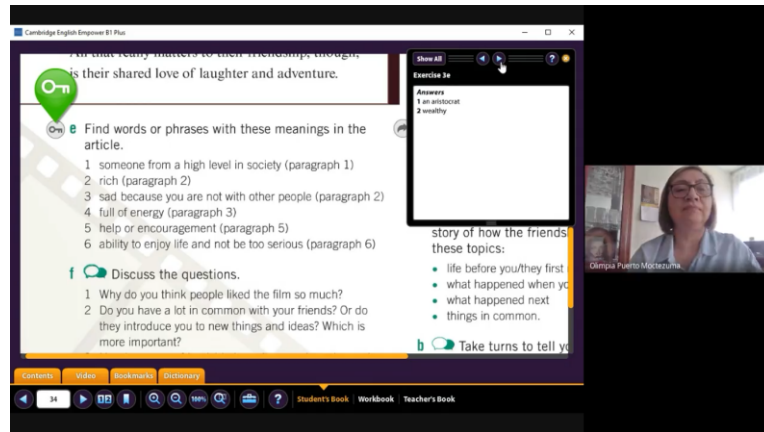 Cambridge English Empower B1 Plus
is their shared love of laughter and adventure.
e Find words or phrases with these meanings in the
article.
1 someone from a high level in society (paragraph 1)
2 rich (paragraph 2)
3 sad because you are not with other people (paragraph 2)
4 full of energy (paragraph 3)
5 help or encouragement (paragraph 5)
6 ability to enjoy life and not be too serious (paragraph 6)
f Discuss the questions.
1 Why do you think people liked the film so much?
2 Do you have a lot in common with your friends? Or do
they introduce you to new things and ideas? Which is
more important?
Show All
?
Exercise 3e
Answers
1 an aristocrat
2 wealthy
story of how the friends
these topics:
• life before you/they first
• what happened when yo
• what happened next
• things in common.
b Take turns to tell yo
Contents Video Bookmarks Dictionary
34 100% ? Student's Book Workbook Teacher's Book
Olimpia Puerto Moctezuma